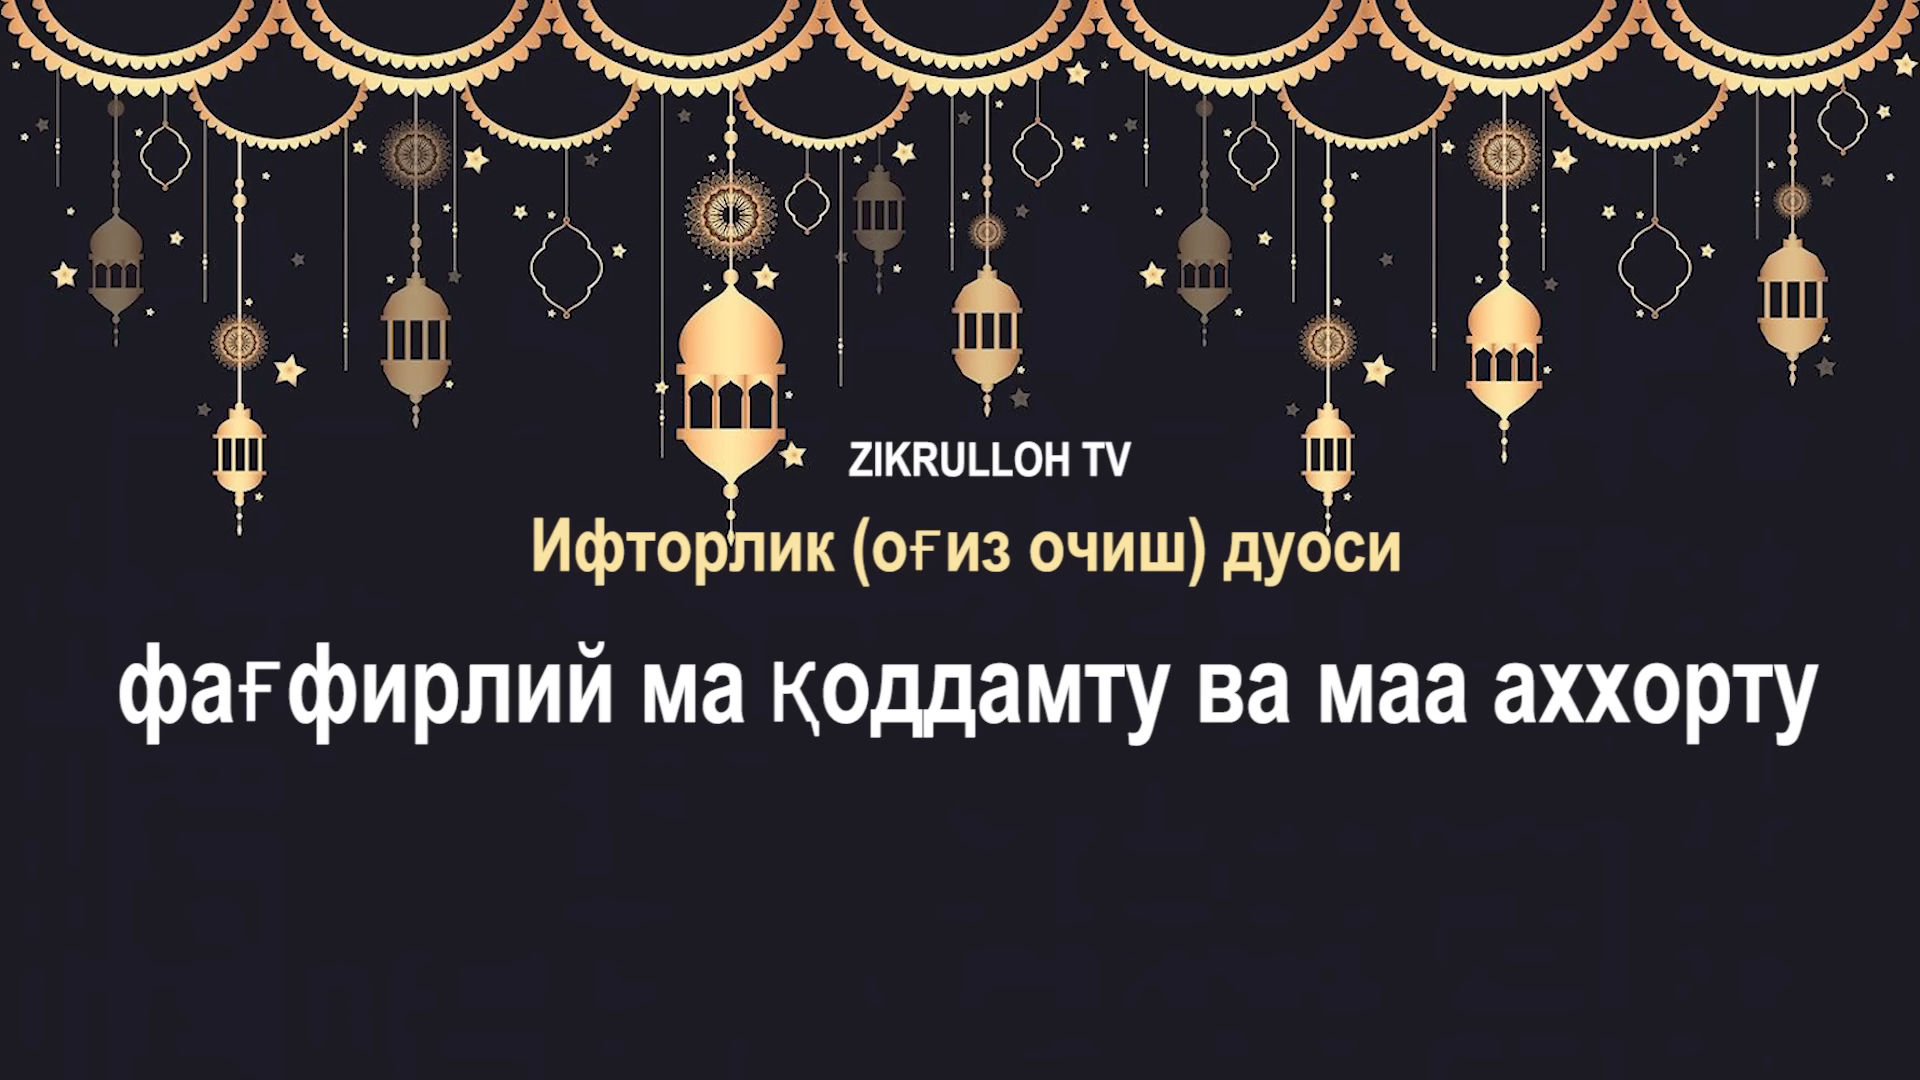 ZIKRULLOH TV
Ифторлик (оғиз очиш) дуоси
фағфирлий ма қоддамту ва маа аххорту